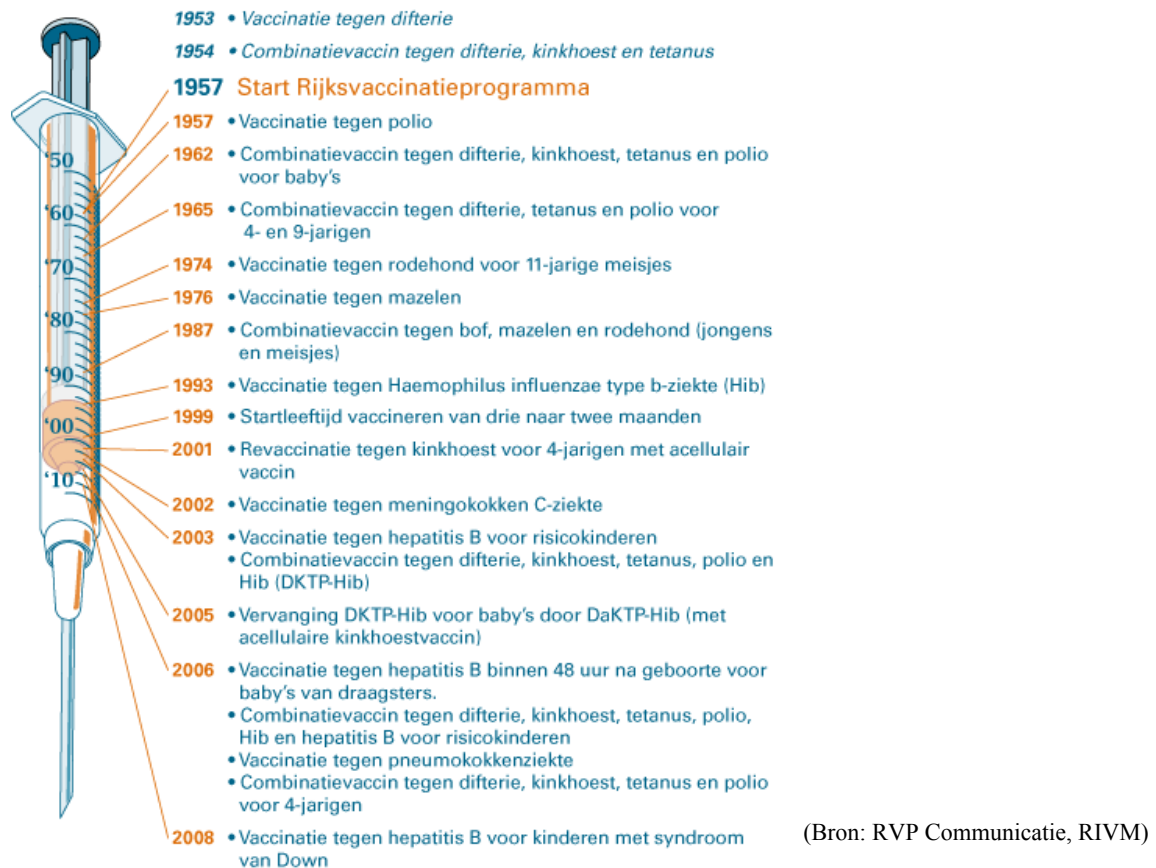 1953 • Vaccinatie tegen difterie
1954 • Combinatievaccin tegen difterie, kinkhoest en tetanus
1957 Start Rijksvaccinatieprogramma
1957 • Vaccinatie tegen polio
1962 • Combinatievaccin tegen difterie, kinkhoest, tetanus en polio
voor baby's
1965 • Combinatievaccin tegen difterie, tetanus en polio voor
4- en 9-jarigen
1974 • Vaccinatie tegen rodehond voor 11-jarige meisjes
1976 • Vaccinatie tegen mazelen
1987 • Combinatievaccin tegen bof, mazelen en rodehond (jongens
en meisjes)
1993 • Vaccinatie tegen Haemophilus influenzae type b-ziekte (Hib)
1999 • Startleeftijd vaccineren van drie naar twee maanden
2001 • Revaccinatie tegen kinkhoest voor 4-jarigen met acellulair
vaccin
2002 • Vaccinatie tegen meningokokken C-ziekte
2003 • Vaccinatie tegen hepatitis B voor risicokinderen
• Combinatievaccin tegen difterie, kinkhoest, tetanus, polio en
Hib (DKTP-Hib)
2005 • Vervanging DKTP-Hib voor baby's door DaKTP-Hib (met
acellulaire kinkhoestvaccin)
2006 • Vaccinatie tegen hepatitis B binnen 48 uur na geboorte voor
baby's van draagsters.
• Combinatievaccin tegen difterie, kinkhoest, tetanus, polio,
Hib en hepatitis B voor risicokinderen
• Vaccinatie tegen pneumokokkenziekte
• Combinatievaccin tegen difterie, kinkhoest, tetanus en polio
voor 4-jarigen
2008 • Vaccinatie tegen hepatitis B voor kinderen met syndroom
van Down
'50
'60
'70
'80
'90
'00
'10
(Bron: RVP Communicatie, RIVM)